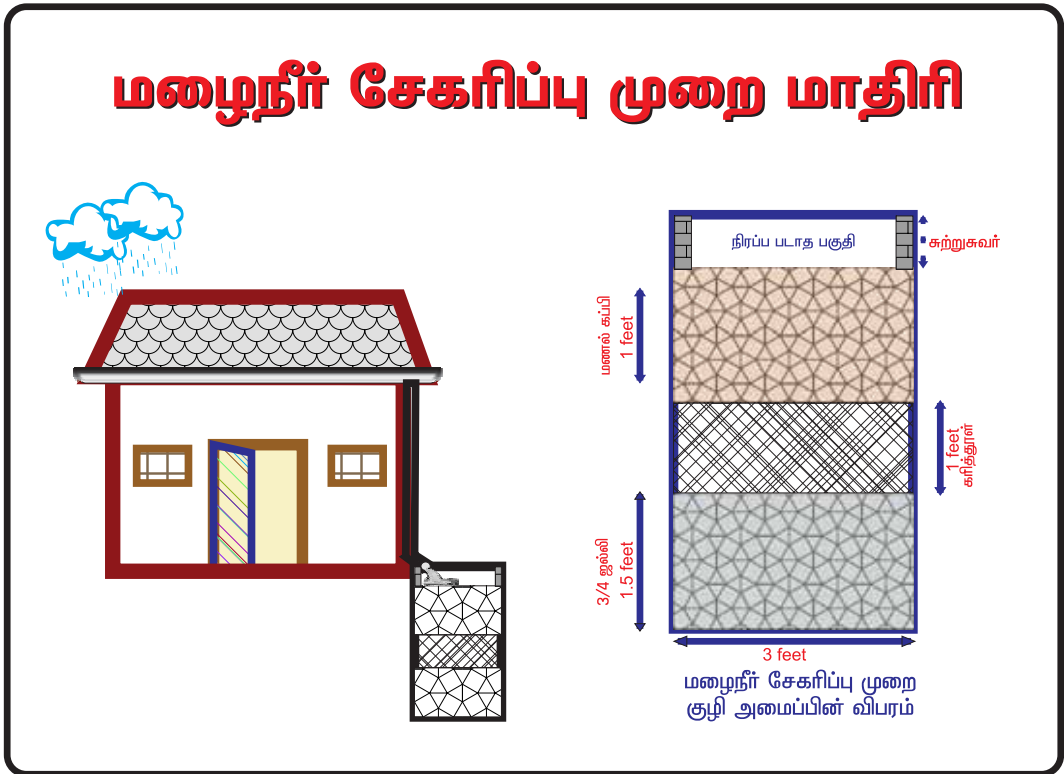 மழைநீர் சேகரிப்பு முறை மாதிரி
நிரப்ப படாத பகுதி
சுற்றுசுவர்
மணல் கப்பி
1 feet
1 feet
கரித்தூள்
3/4 ஜல்லி
1.5 feet
3 feet
மழைநீர் சேகரிப்பு முறை
குழி அமைப்பின் விபரம்